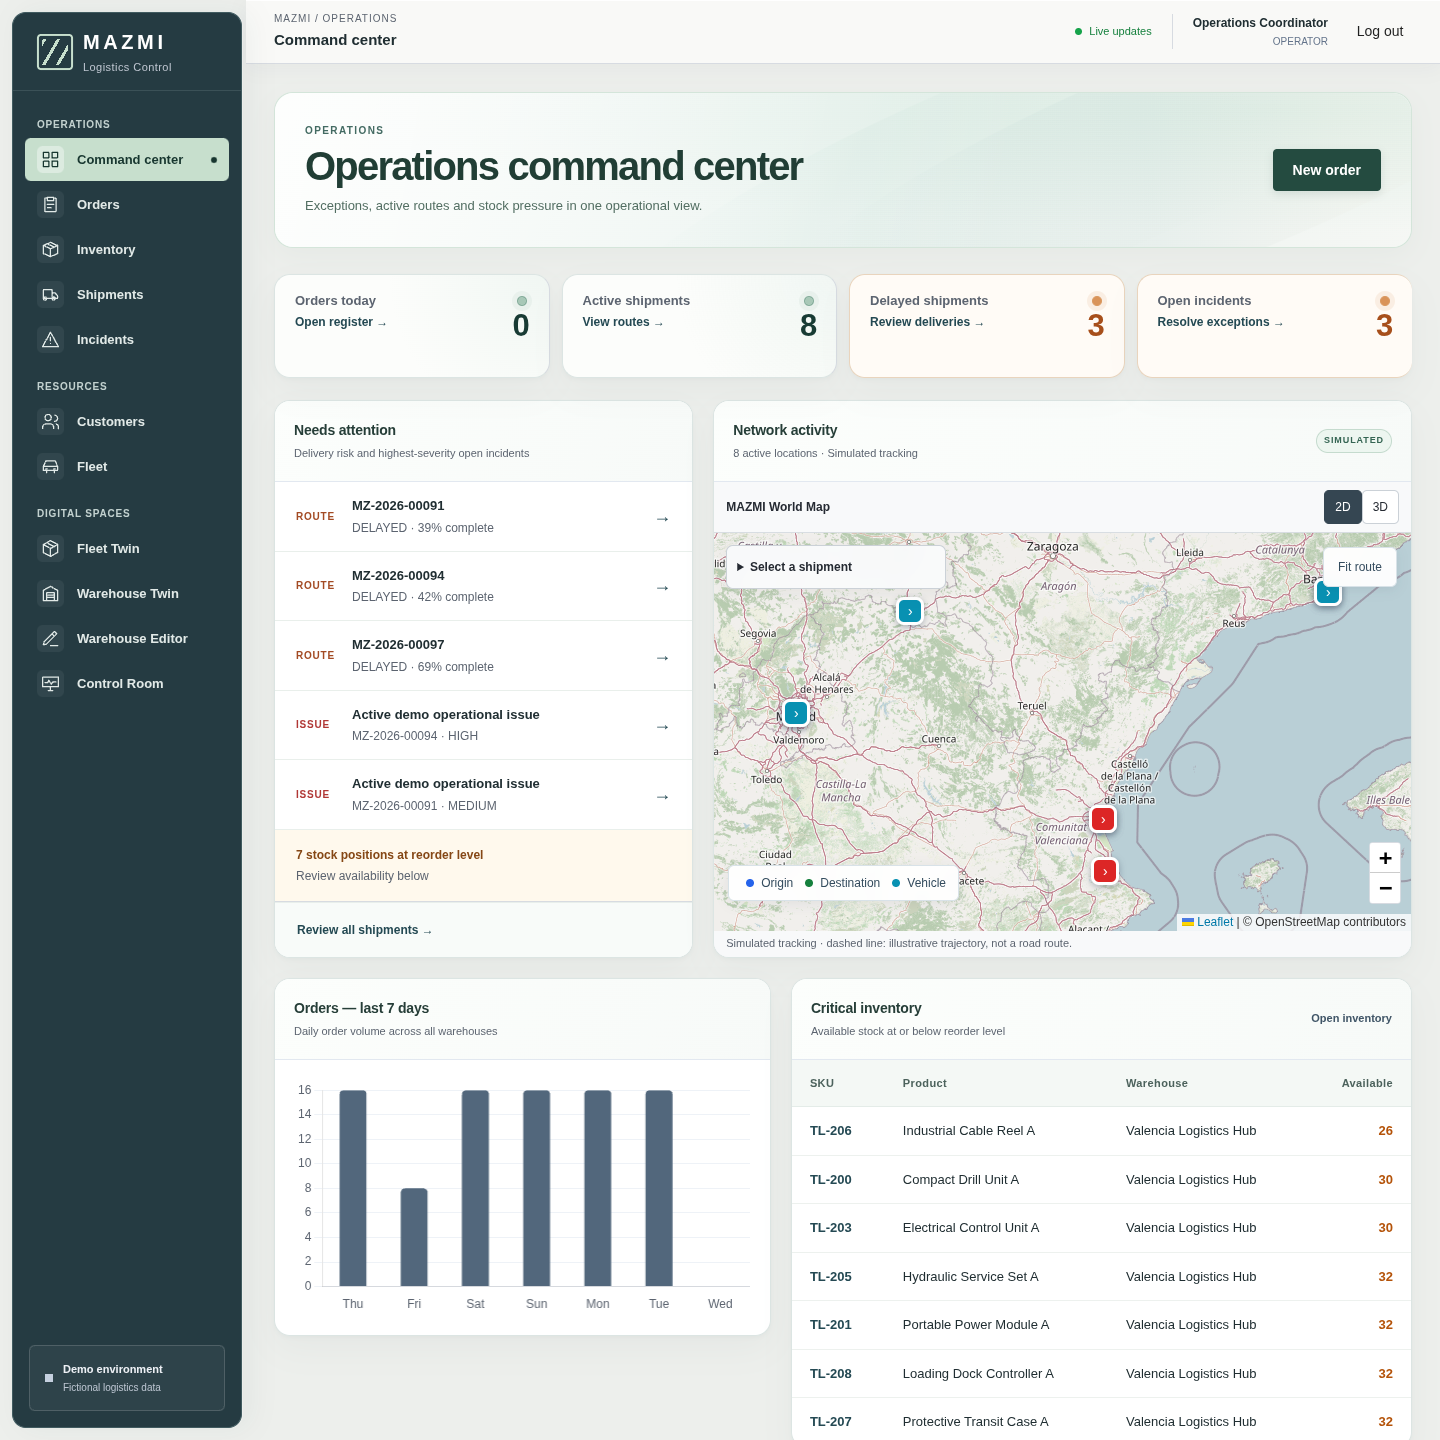 MAZMI
Logistics Control
OPERATIONS
Command center
Orders
Inventory
Shipments
Incidents
RESOURCES
Customers
Fleet
DIGITAL SPACES
Fleet Twin
Warehouse Twin
Warehouse Editor
Control Room
Demo environment
Fictional logistics data
MAZMI / OPERATIONS
Command center
Live updates
Operations Coordinator
OPERATOR
Log out
OPERATIONS
Operations command center
Exceptions, active routes and stock pressure in one operational view.
New order
Orders today
Open register →
0
Active shipments
View routes →
8
Delayed shipments
Review deliveries →
3
Open incidents
Resolve exceptions →
3
Needs attention
Delivery risk and highest-severity open incidents
ROUTE
MZ-2026-00091
DELAYED · 39% complete
→
ROUTE
MZ-2026-00094
DELAYED · 42% complete
→
ROUTE
MZ-2026-00097
DELAYED · 69% complete
→
ISSUE
Active demo operational issue
MZ-2026-00094 · HIGH
→
ISSUE
Active demo operational issue
MZ-2026-00091 · MEDIUM
→
7 stock positions at reorder level
Review availability below
Review all shipments →
Network activity
8 active locations · Simulated tracking
SIMULATED
MAZMI World Map
2D
3D
Select a shipment
Fit route
Zaragoza
Lleida
Catalunya
Aragón
Reus
Segovia
Alcalá
de Henares
Valdemoro
Toledo
Teruel
Cuenca
Castilla-La
Mancha
Castelló
de la Plana /
Castellón
de la Plana
Comunitat
Valenciana
Illes Bale
Ciudad
acete
Alacant /
Origin
Destination
Vehicle
+
−
Leaflet | © OpenStreetMap contributors
Simulated tracking · dashed line: illustrative trajectory, not a road route.
Orders — last 7 days
Daily order volume across all warehouses
16
14
12
10
8
6
4
2
0
Thu Fri Sat Sun Mon Tue Wed
Critical inventory
Available stock at or below reorder level
Open inventory
SKU Product Warehouse Available
TL-206 Industrial Cable Reel A Valencia Logistics Hub 26
TL-200 Compact Drill Unit A Valencia Logistics Hub 30
TL-203 Electrical Control Unit A Valencia Logistics Hub 30
TL-205 Hydraulic Service Set A Valencia Logistics Hub 32
TL-201 Portable Power Module A Valencia Logistics Hub 32
TL-208 Loading Dock Controller A Valencia Logistics Hub 32
TL-207 Protective Transit Case A Valencia Logistics Hub 32